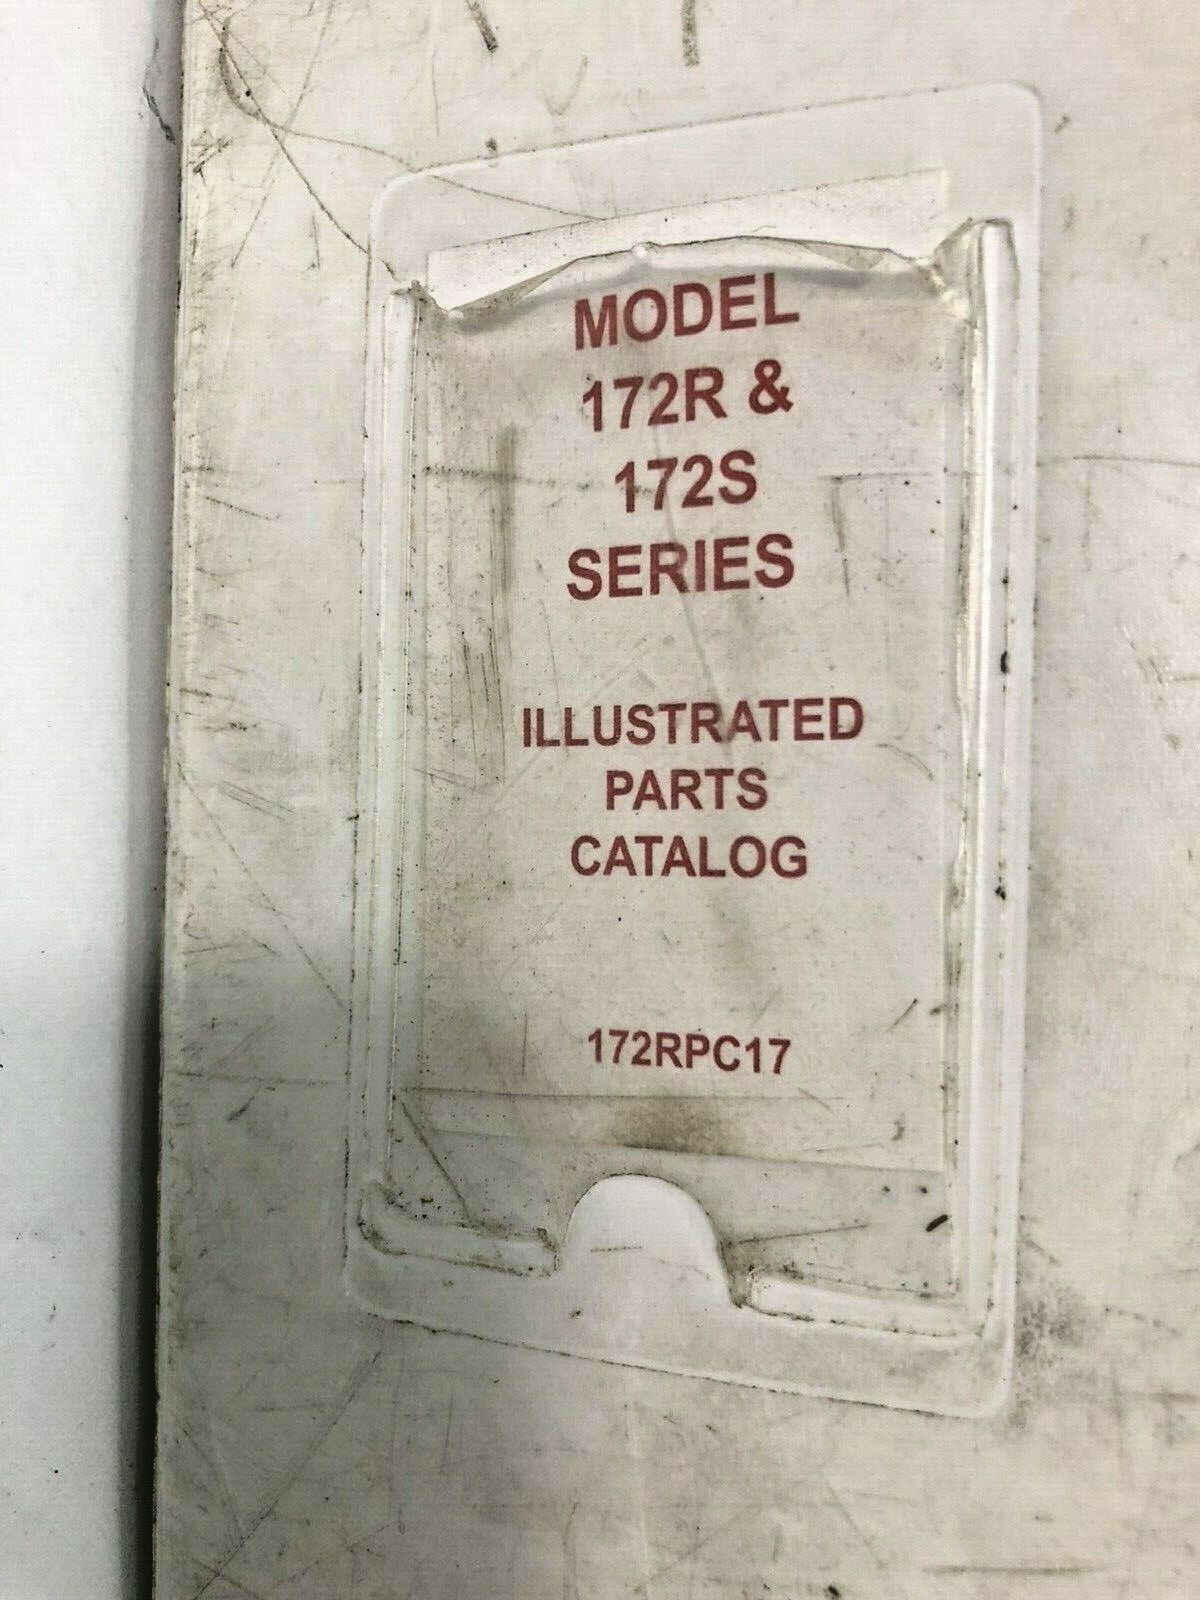 MODEL
172R &
172S
SERIES
ILLUSTRATED
PARTS
CATALOG
172RPC17